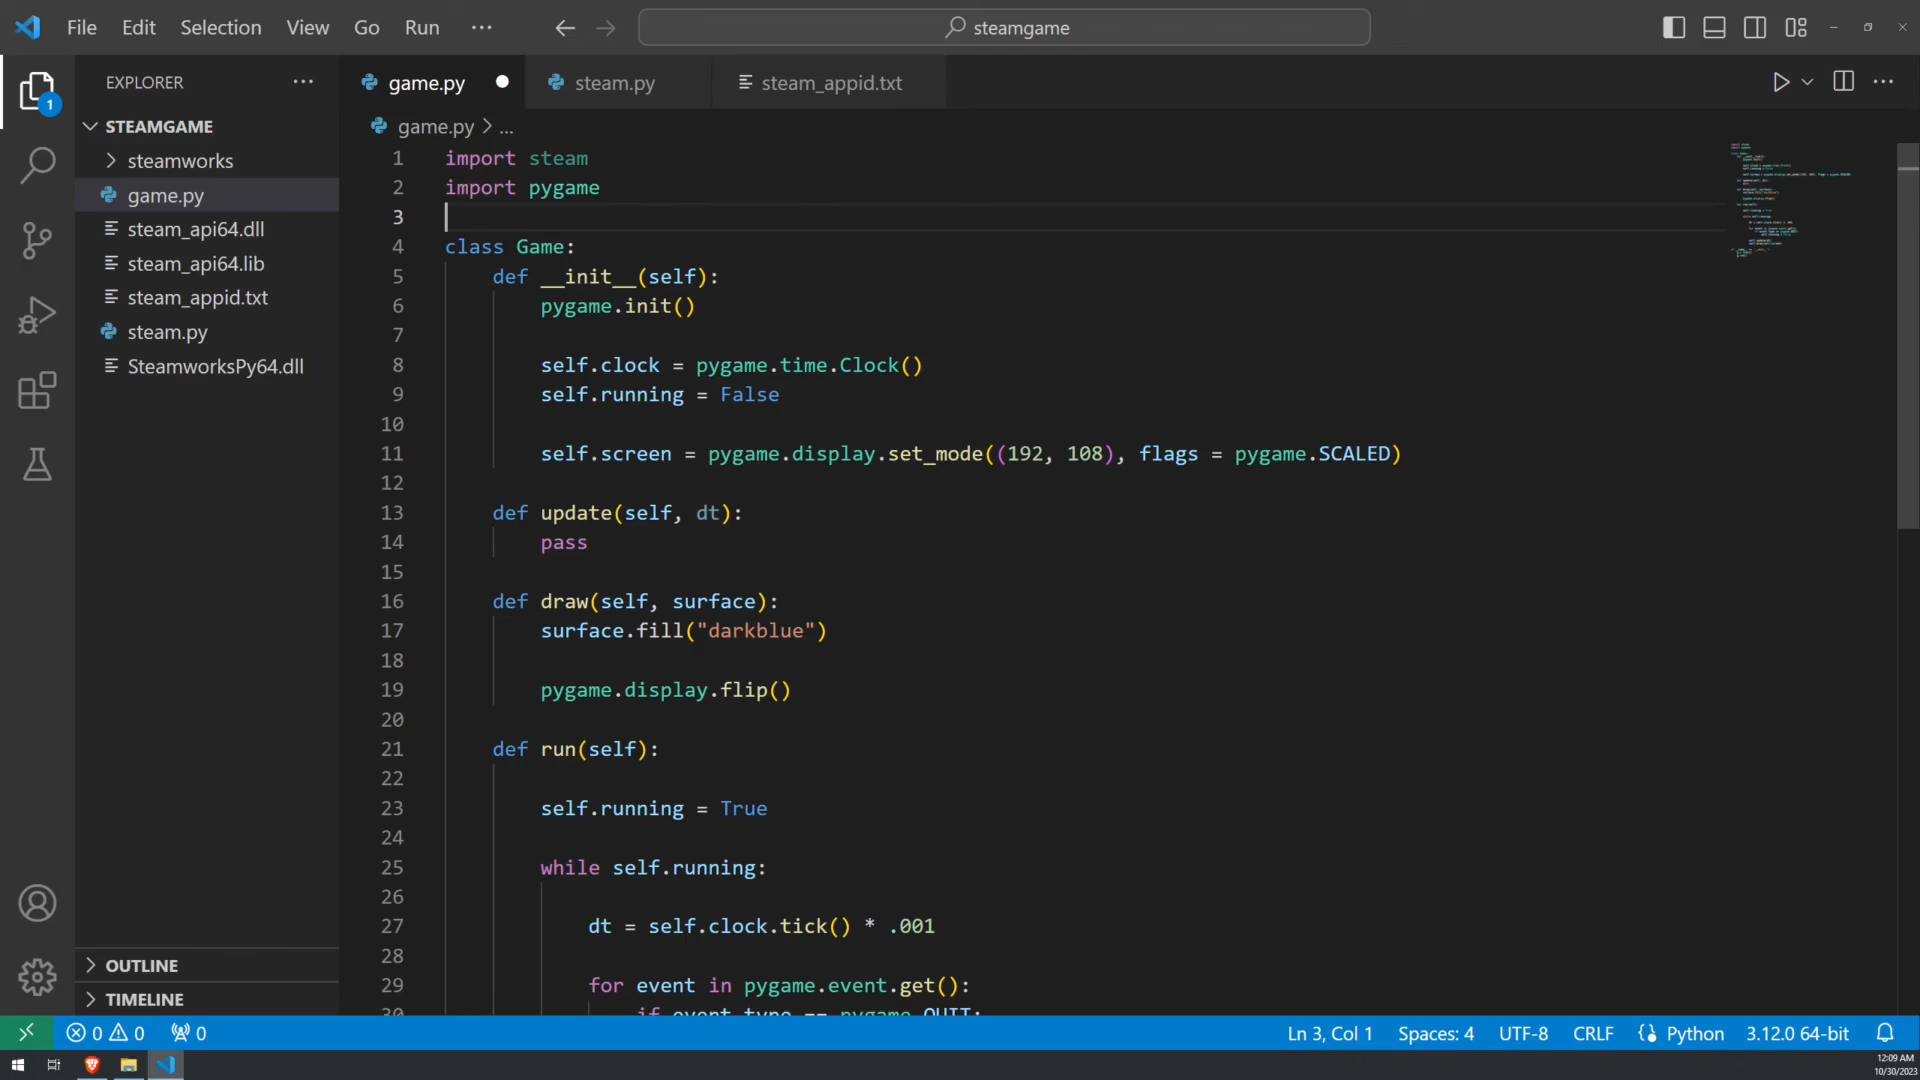 File Edit Selection View Go Run ··· steamgame
EXPLORER ···
STEAMGAME
steamworks
game.py
steam_api64.dll
steam_api64.lib
steam_appid.txt
steam.py
SteamworksPy64.dll
OUTLINE
TIMELINE
1
game.py steam.py steam_appid.txt
game.py > ...
1 import steam
2 import pygame
3
4 class Game:
5 def __init__(self):
6 pygame.init()
7
8 self.clock = pygame.time.Clock()
9 self.running = False
10
11 self.screen = pygame.display.set_mode((192, 108), flags = pygame.SCALED)
12
13 def update(self, dt):
14 pass
15
16 def draw(self, surface):
17 surface.fill("darkblue")
18
19 pygame.display.flip()
20
21 def run(self):
22
23 self.running = True
24
25 while self.running:
26
27 dt = self.clock.tick() * .001
28
29 for event in pygame.event.get():
30 if event.type == pygame.QUIT:
0 0 0 Ln 3, Col 1 Spaces: 4 UTF-8 CRLF Python 3.12.0 64-bit
12:09 AM
10/30/2023